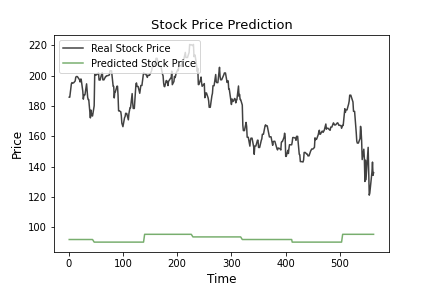 Stock Price Prediction
Real Stock Price
Predicted Stock Price
220
200
180
160
140
120
100
Price
0 100 200 300 400 500
Time